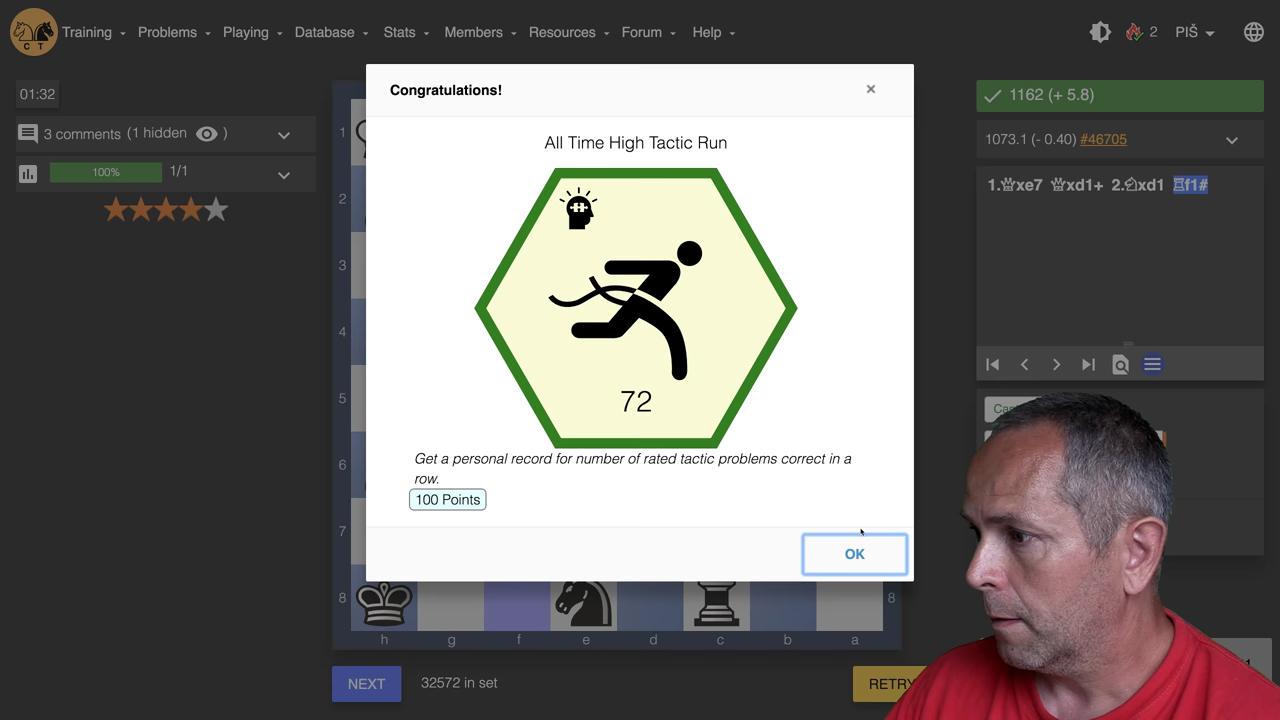 C T
Training
Problems
Playing
Database
Stats
Members
Resources
Forum
Help
2
PIŠ
01:32
3 comments (1 hidden )
100%
1/1
Congratulations!
×
All Time High Tactic Run
72
Get a personal record for number of rated tactic problems correct in a
row.
100 Points
OK
1162 (+ 5.8)
1073.1 (- 0.40) #46705
1.♕xe7 ♕xd1+ 2.♘xd1 ♖f1#
1
2
3
4
5
6
7
8
8
h g f e d c b a
NEXT
32572 in set
RETRY
1